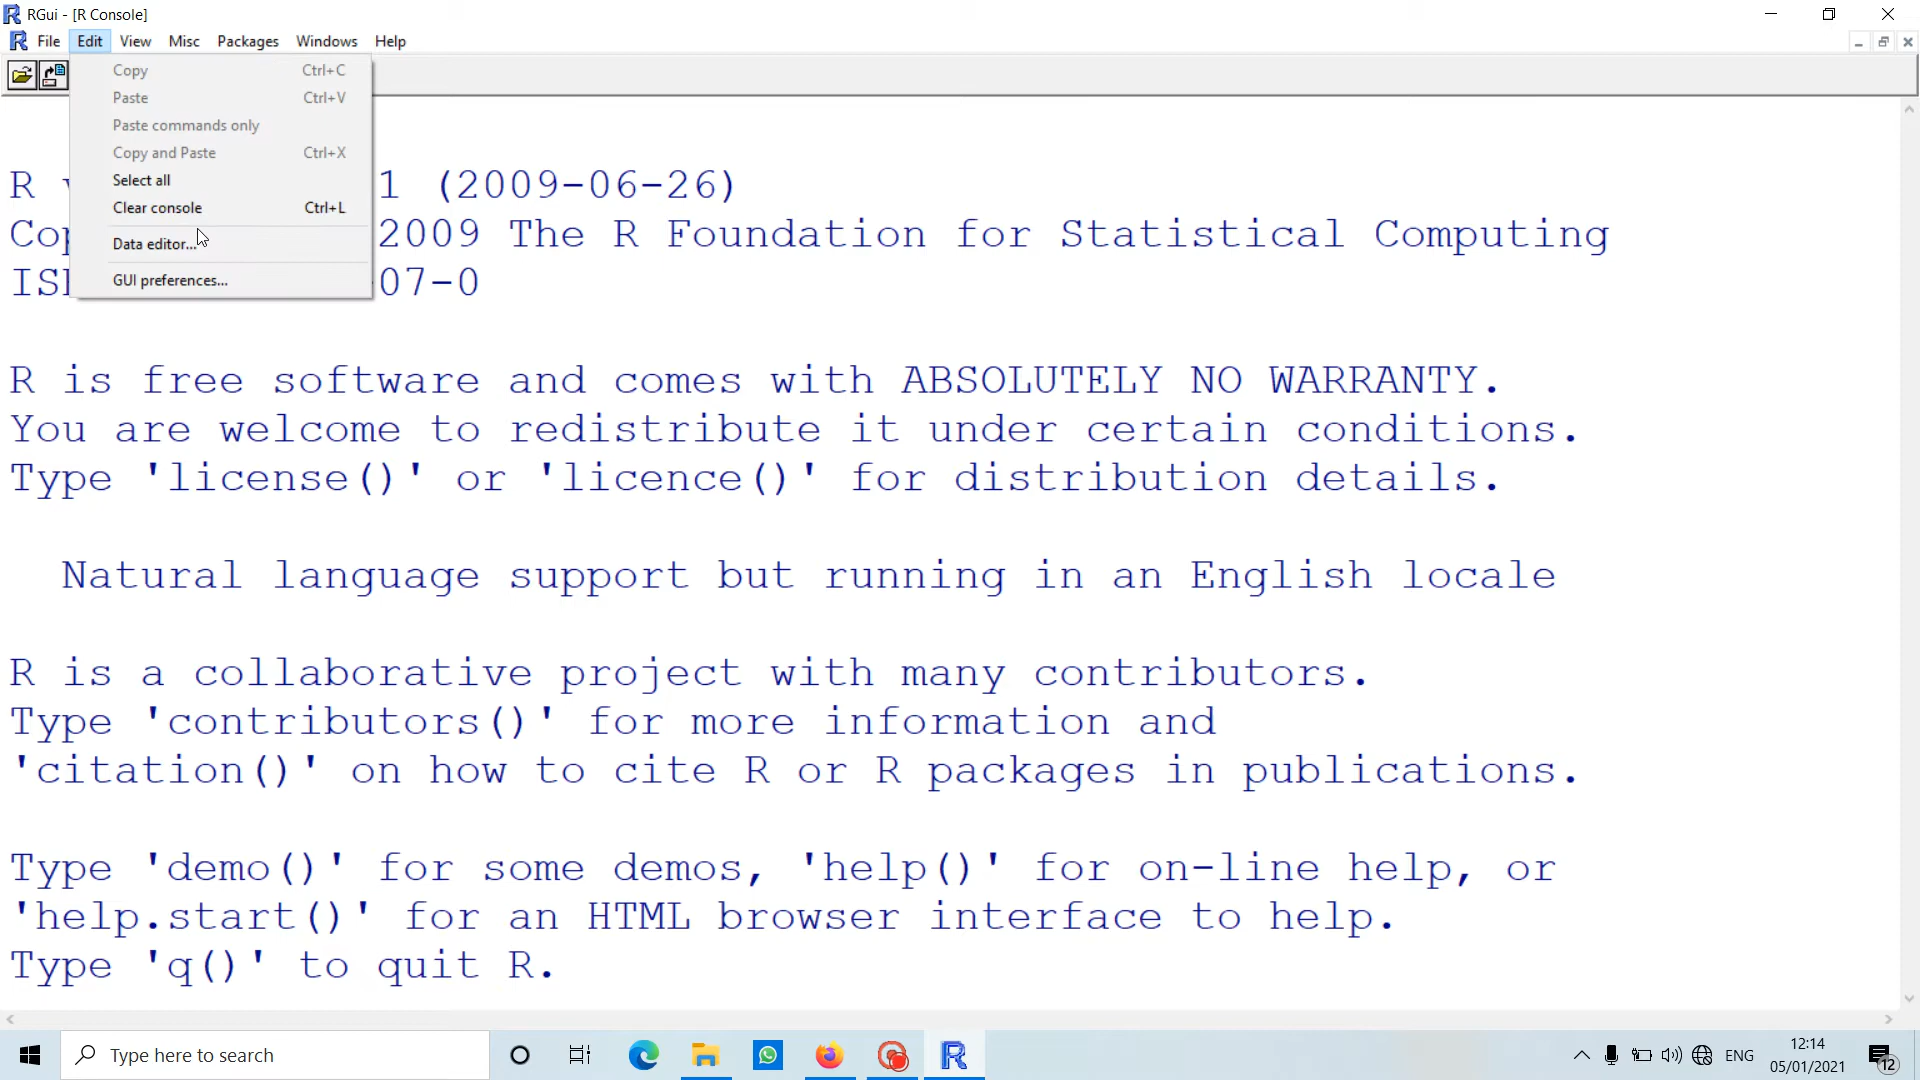 RGui - [R Console]
File Edit View Misc Packages Windows Help
Copy Ctrl+C
Paste Ctrl+V
Paste commands only
Copy and Paste Ctrl+X
Select all
Clear console Ctrl+L
Data editor...
GUI preferences...
R 1 (2009-06-26)
2009 The R Foundation for Statistical Computing
07-0
R is free software and comes with ABSOLUTELY NO WARRANTY.
You are welcome to redistribute it under certain conditions.
Type 'license()' or 'licence()' for distribution details.
Natural language support but running in an English locale
R is a collaborative project with many contributors.
Type 'contributors()' for more information and
'citation()' on how to cite R or R packages in publications.
Type 'demo()' for some demos, 'help()' for on-line help, or
'help.start()' for an HTML browser interface to help.
Type 'q()' to quit R.
Type here to search
ENG
12:14
05/01/2021
12